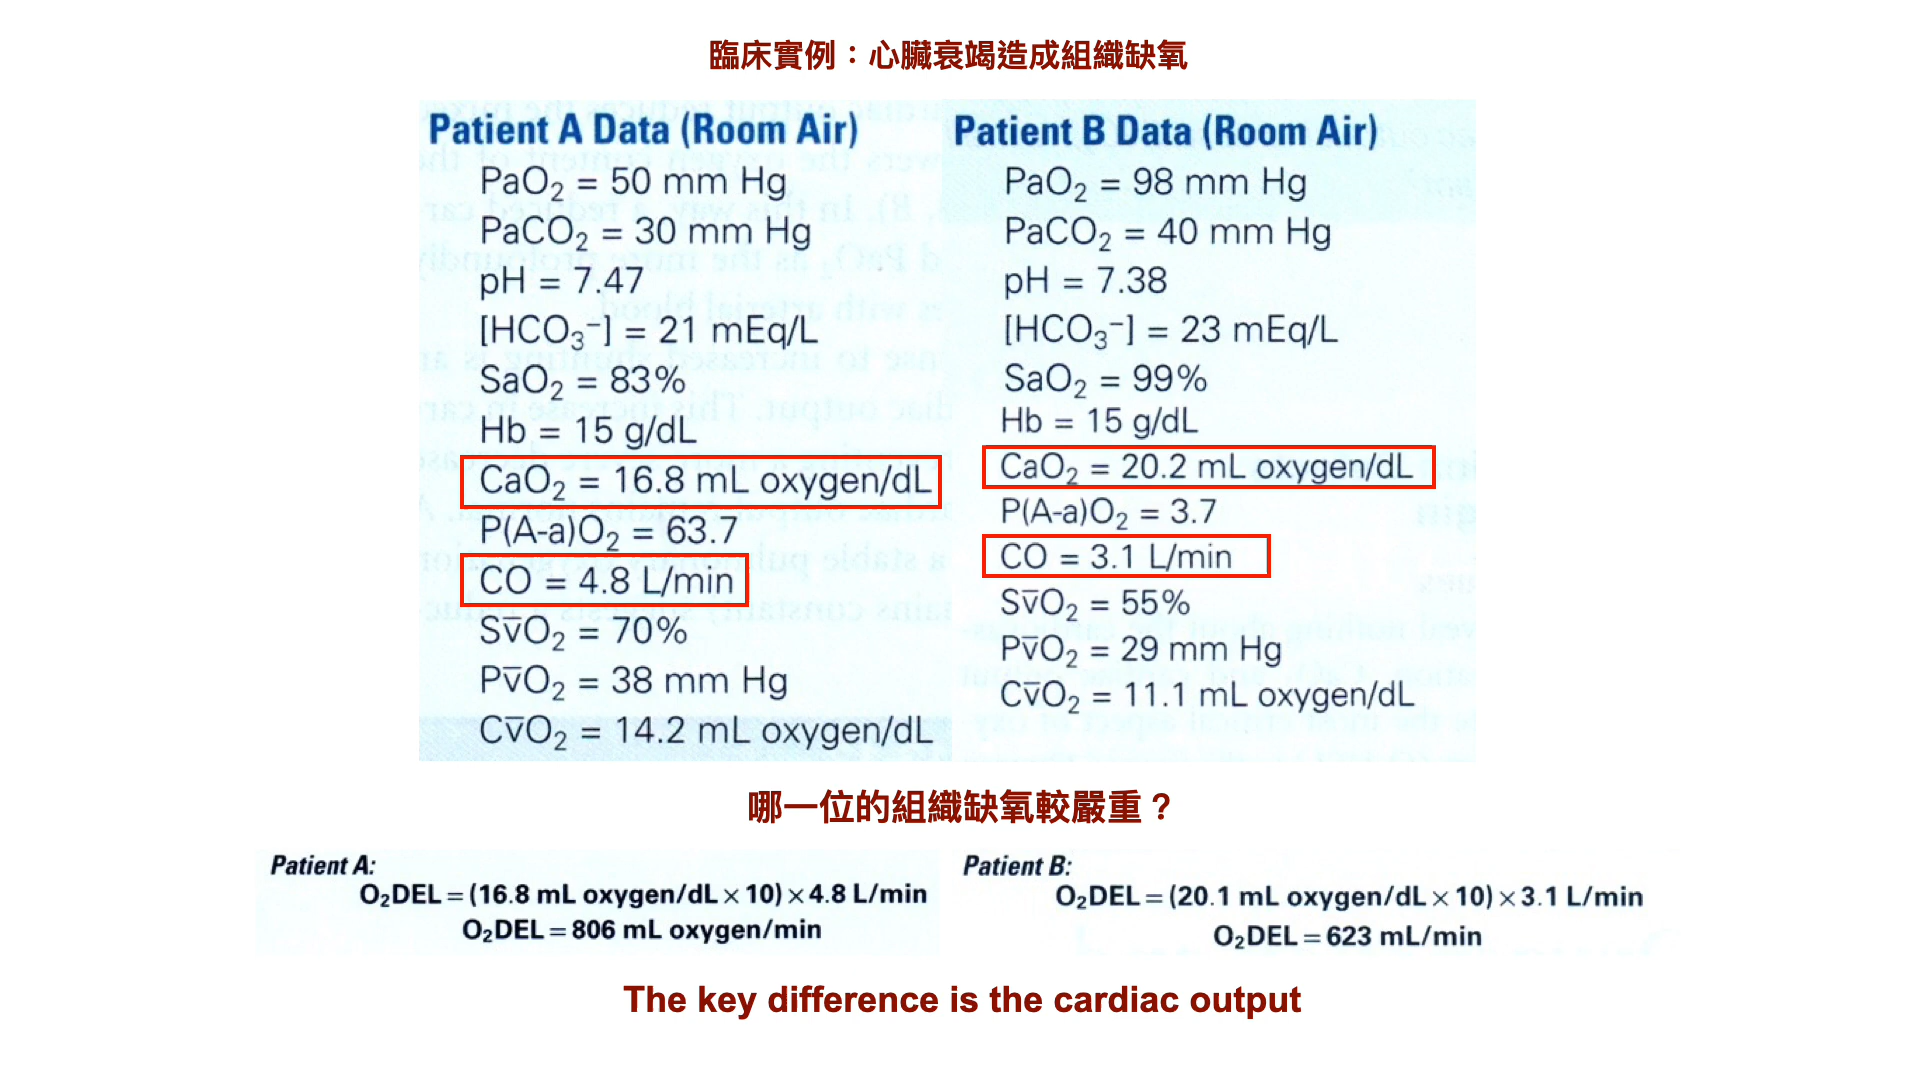 臨床實例：心臟衰竭造成組織缺氧
Patient A Data (Room Air)
PaO₂ = 50 mm Hg
PaCO₂ = 30 mm Hg
pH = 7.47
[HCO₃⁻] = 21 mEq/L
SaO₂ = 83%
Hb = 15 g/dL
CaO₂ = 16.8 mL oxygen/dL
P(A-a)O₂ = 63.7
CO = 4.8 L/min
Sv̄O₂ = 70%
Pv̄O₂ = 38 mm Hg
Cv̄O₂ = 14.2 mL oxygen/dL
Patient B Data (Room Air)
PaO₂ = 98 mm Hg
PaCO₂ = 40 mm Hg
pH = 7.38
[HCO₃⁻] = 23 mEq/L
SaO₂ = 99%
Hb = 15 g/dL
CaO₂ = 20.2 mL oxygen/dL
P(A-a)O₂ = 3.7
CO = 3.1 L/min
Sv̄O₂ = 55%
Pv̄O₂ = 29 mm Hg
Cv̄O₂ = 11.1 mL oxygen/dL
哪一位的組織缺氧較嚴重？
Patient A:
O₂DEL = (16.8 mL oxygen/dL × 10) × 4.8 L/min
O₂DEL = 806 mL oxygen/min
Patient B:
O₂DEL = (20.1 mL oxygen/dL × 10) × 3.1 L/min
O₂DEL = 623 mL/min
The key difference is the cardiac output